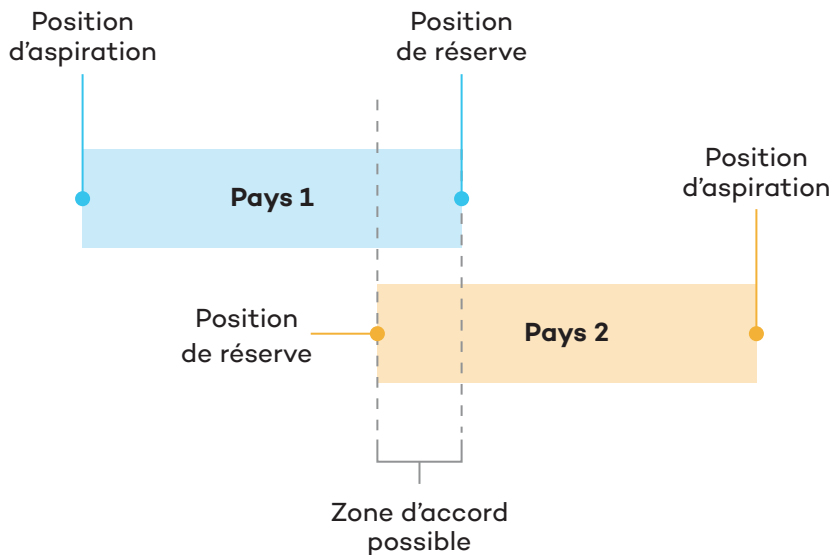 Position
d'aspiration
Position
de réserve
Pays 1
Position
d'aspiration
Position
de réserve
Pays 2
Zone d'accord
possible